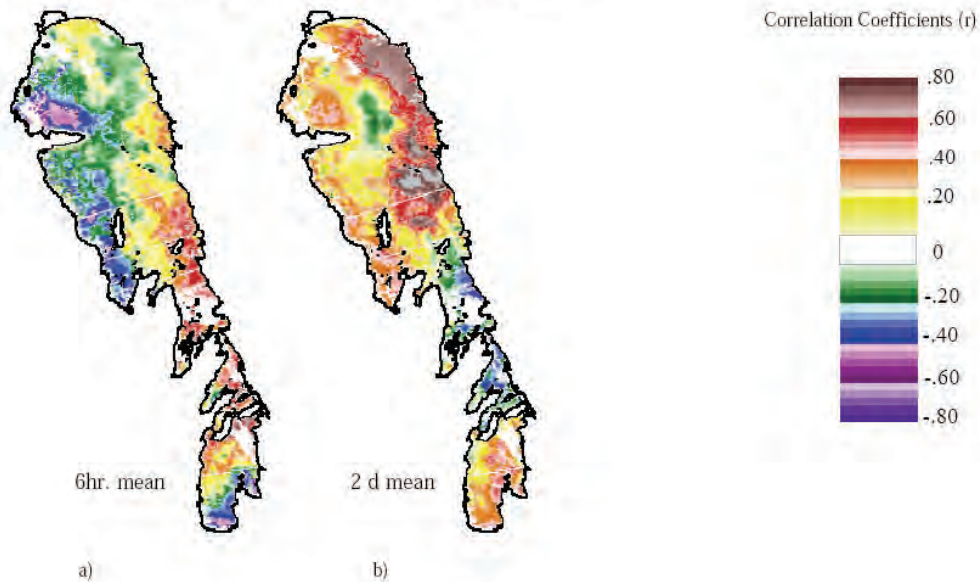 Correlation Coefficients (r)
.80
.60
.40
.20
0
-.20
-.40
-.60
-.80
6hr. mean
2 d mean
a)
b)